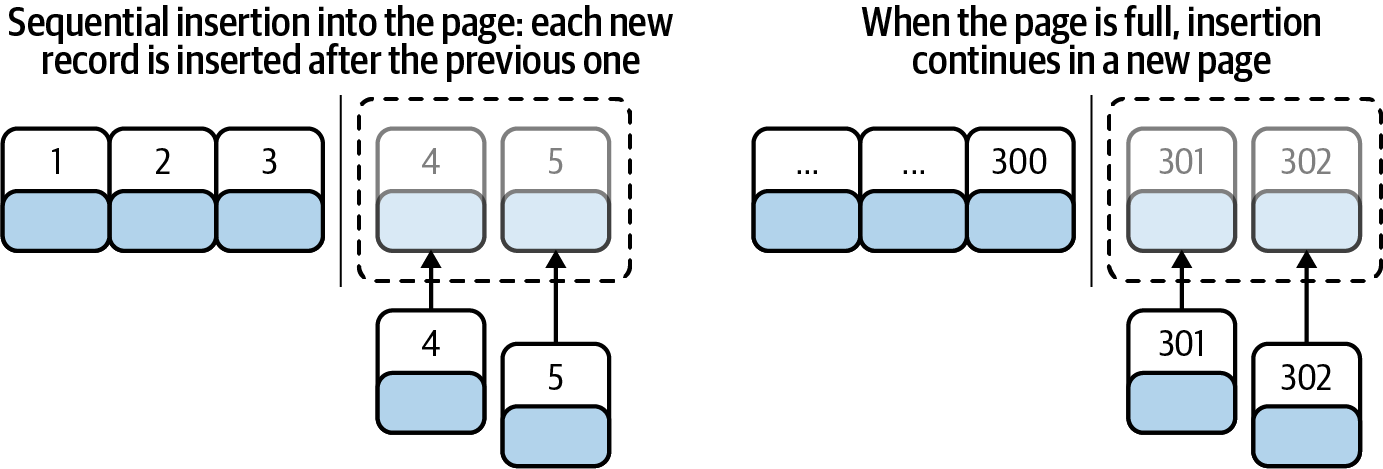 Sequential insertion into the page: each new
record is inserted after the previous one
1 2 3 4 5
4
5
When the page is full, insertion
continues in a new page
... ... 300 301 302
301
302